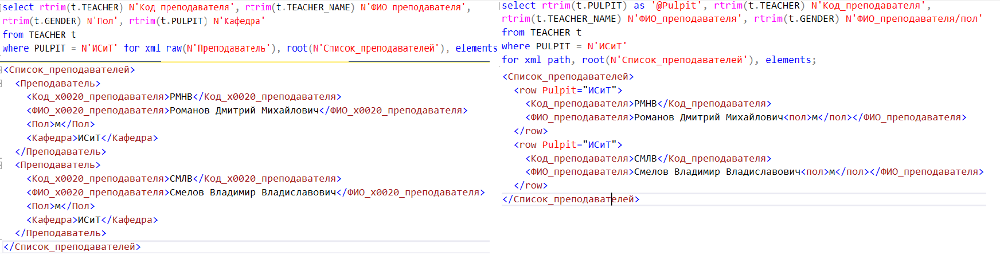 select rtrim(t.TEACHER) N'Код преподавателя', rtrim(t.TEACHER_NAME) N'ФИО преподавателя',
rtrim(t.GENDER) N'Пол', rtrim(t.PULPIT) N'Кафедра'
from TEACHER t
where PULPIT = N'ИСиТ' for xml raw(N'Преподаватель'), root(N'Список_преподавателей'), elements
<Список_преподавателей>
<Преподаватель>
<Код_x0020_преподавателя>РМНВ</Код_x0020_преподавателя>
<ФИО_x0020_преподавателя>Романов Дмитрий Михайлович</ФИО_x0020_преподавателя>
<Пол>м</Пол>
<Кафедра>ИСиТ</Кафедра>
</Преподаватель>
<Преподаватель>
<Код_x0020_преподавателя>СМЛВ</Код_x0020_преподавателя>
<ФИО_x0020_преподавателя>Смелов Владимир Владиславович</ФИО_x0020_преподавателя>
<Пол>м</Пол>
<Кафедра>ИСиТ</Кафедра>
</Преподаватель>
</Список_преподавателей>
select rtrim(t.PULPIT) as '@Pulpit', rtrim(t.TEACHER) N'Код_преподавателя',
rtrim(t.TEACHER_NAME) N'ФИО_преподавателя', rtrim(t.GENDER) N'ФИО_преподавателя/пол'
from TEACHER t
where PULPIT = N'ИСиТ'
for xml path, root(N'Список_преподавателей'), elements;
<Список_преподавателей>
<row Pulpit="ИСиТ">
<Код_преподавателя>РМНВ</Код_преподавателя>
<ФИО_преподавателя>Романов Дмитрий Михайлович<пол>м</пол></ФИО_преподавателя>
</row>
<row Pulpit="ИСиТ">
<Код_преподавателя>СМЛВ</Код_преподавателя>
<ФИО_преподавателя>Смелов Владимир Владиславович<пол>м</пол></ФИО_преподавателя>
</row>
</Список_преподавателей>